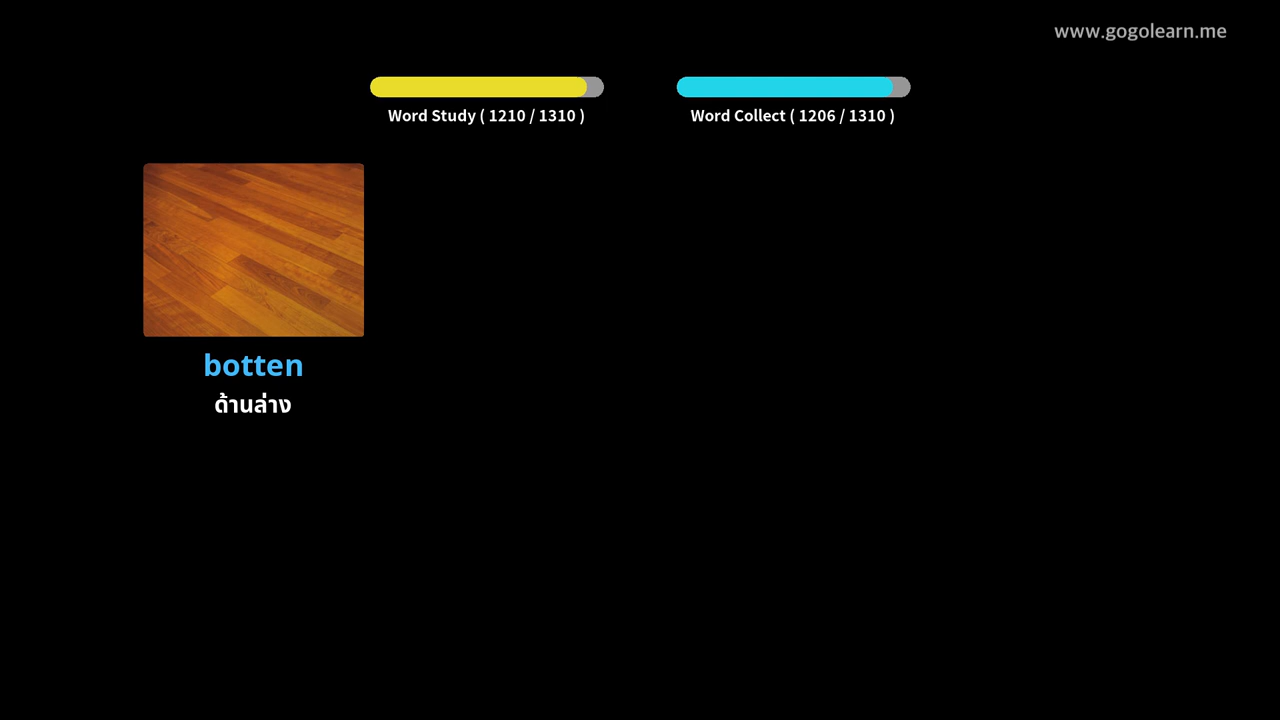 www.gogolearn.me
Word Study ( 1210 / 1310 )
Word Collect ( 1206 / 1310 )
botten
ด้านล่าง